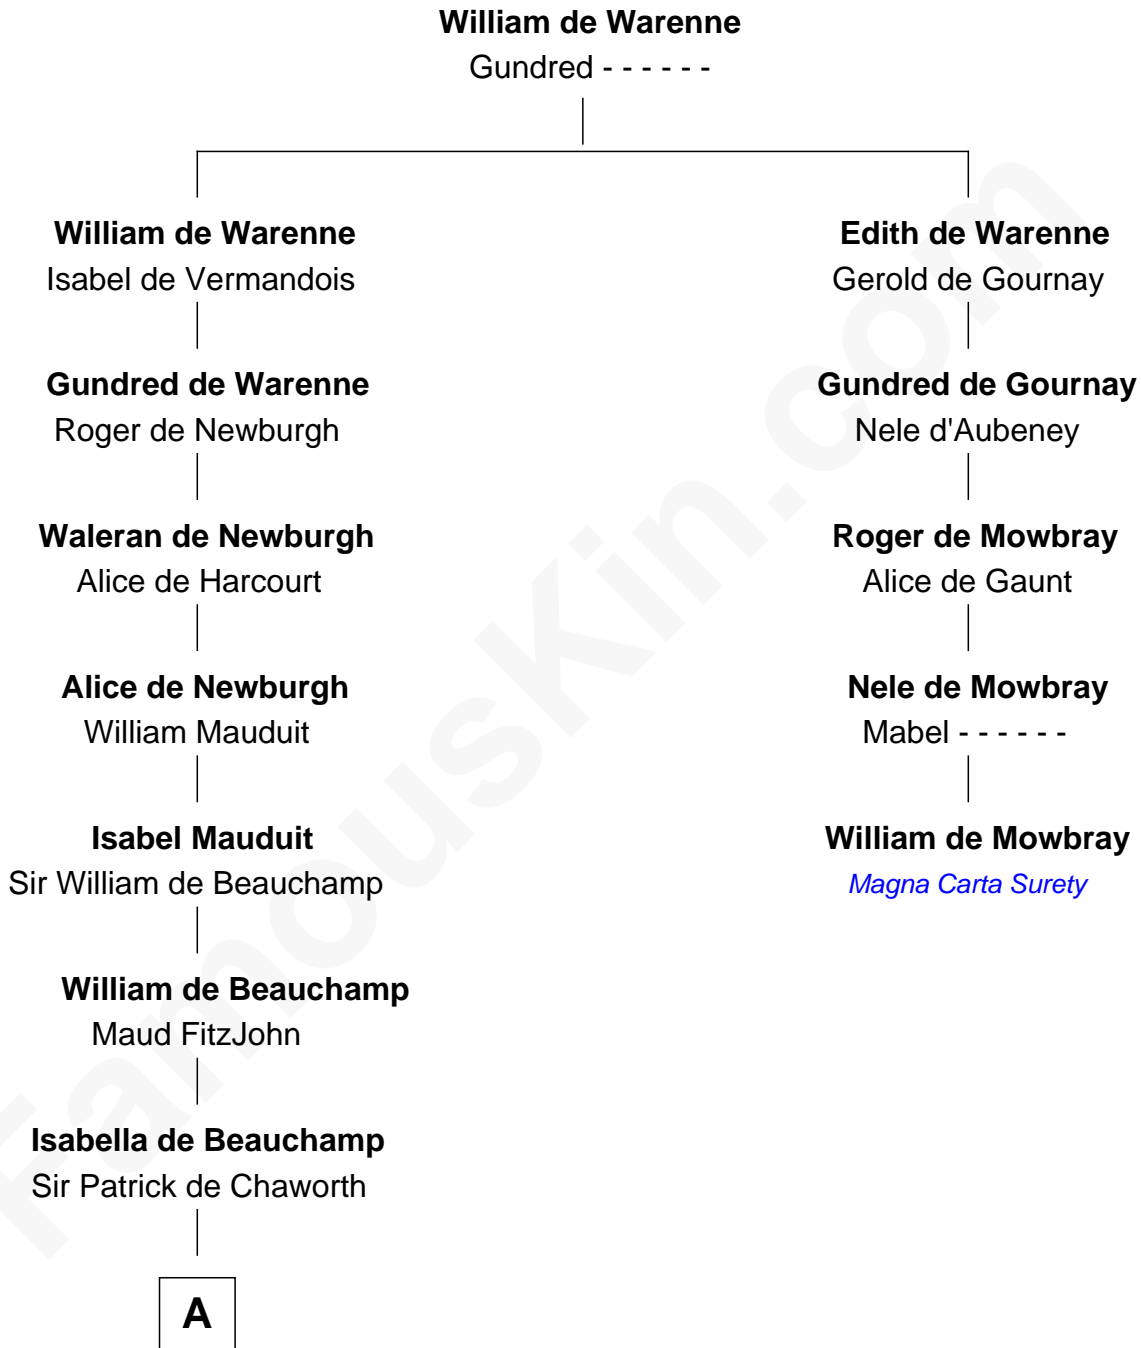 William de Warenne
Gundred - - - - - -
William de Warenne
Isabel de Vermandois
Gundred de Warenne
Roger de Newburgh
Waleran de Newburgh
Alice de Harcourt
Alice de Newburgh
William Mauduit
Isabel Mauduit
Sir William de Beauchamp
William de Beauchamp
Maud FitzJohn
Isabella de Beauchamp
Sir Patrick de Chaworth
A
Edith de Warenne
Gerold de Gournay
Gundred de Gournay
Nele d'Aubeney
Roger de Mowbray
Alice de Gaunt
Nele de Mowbray
Mabel - - - - - -
William de Mowbray
Magna Carta Surety
FamousKin.com